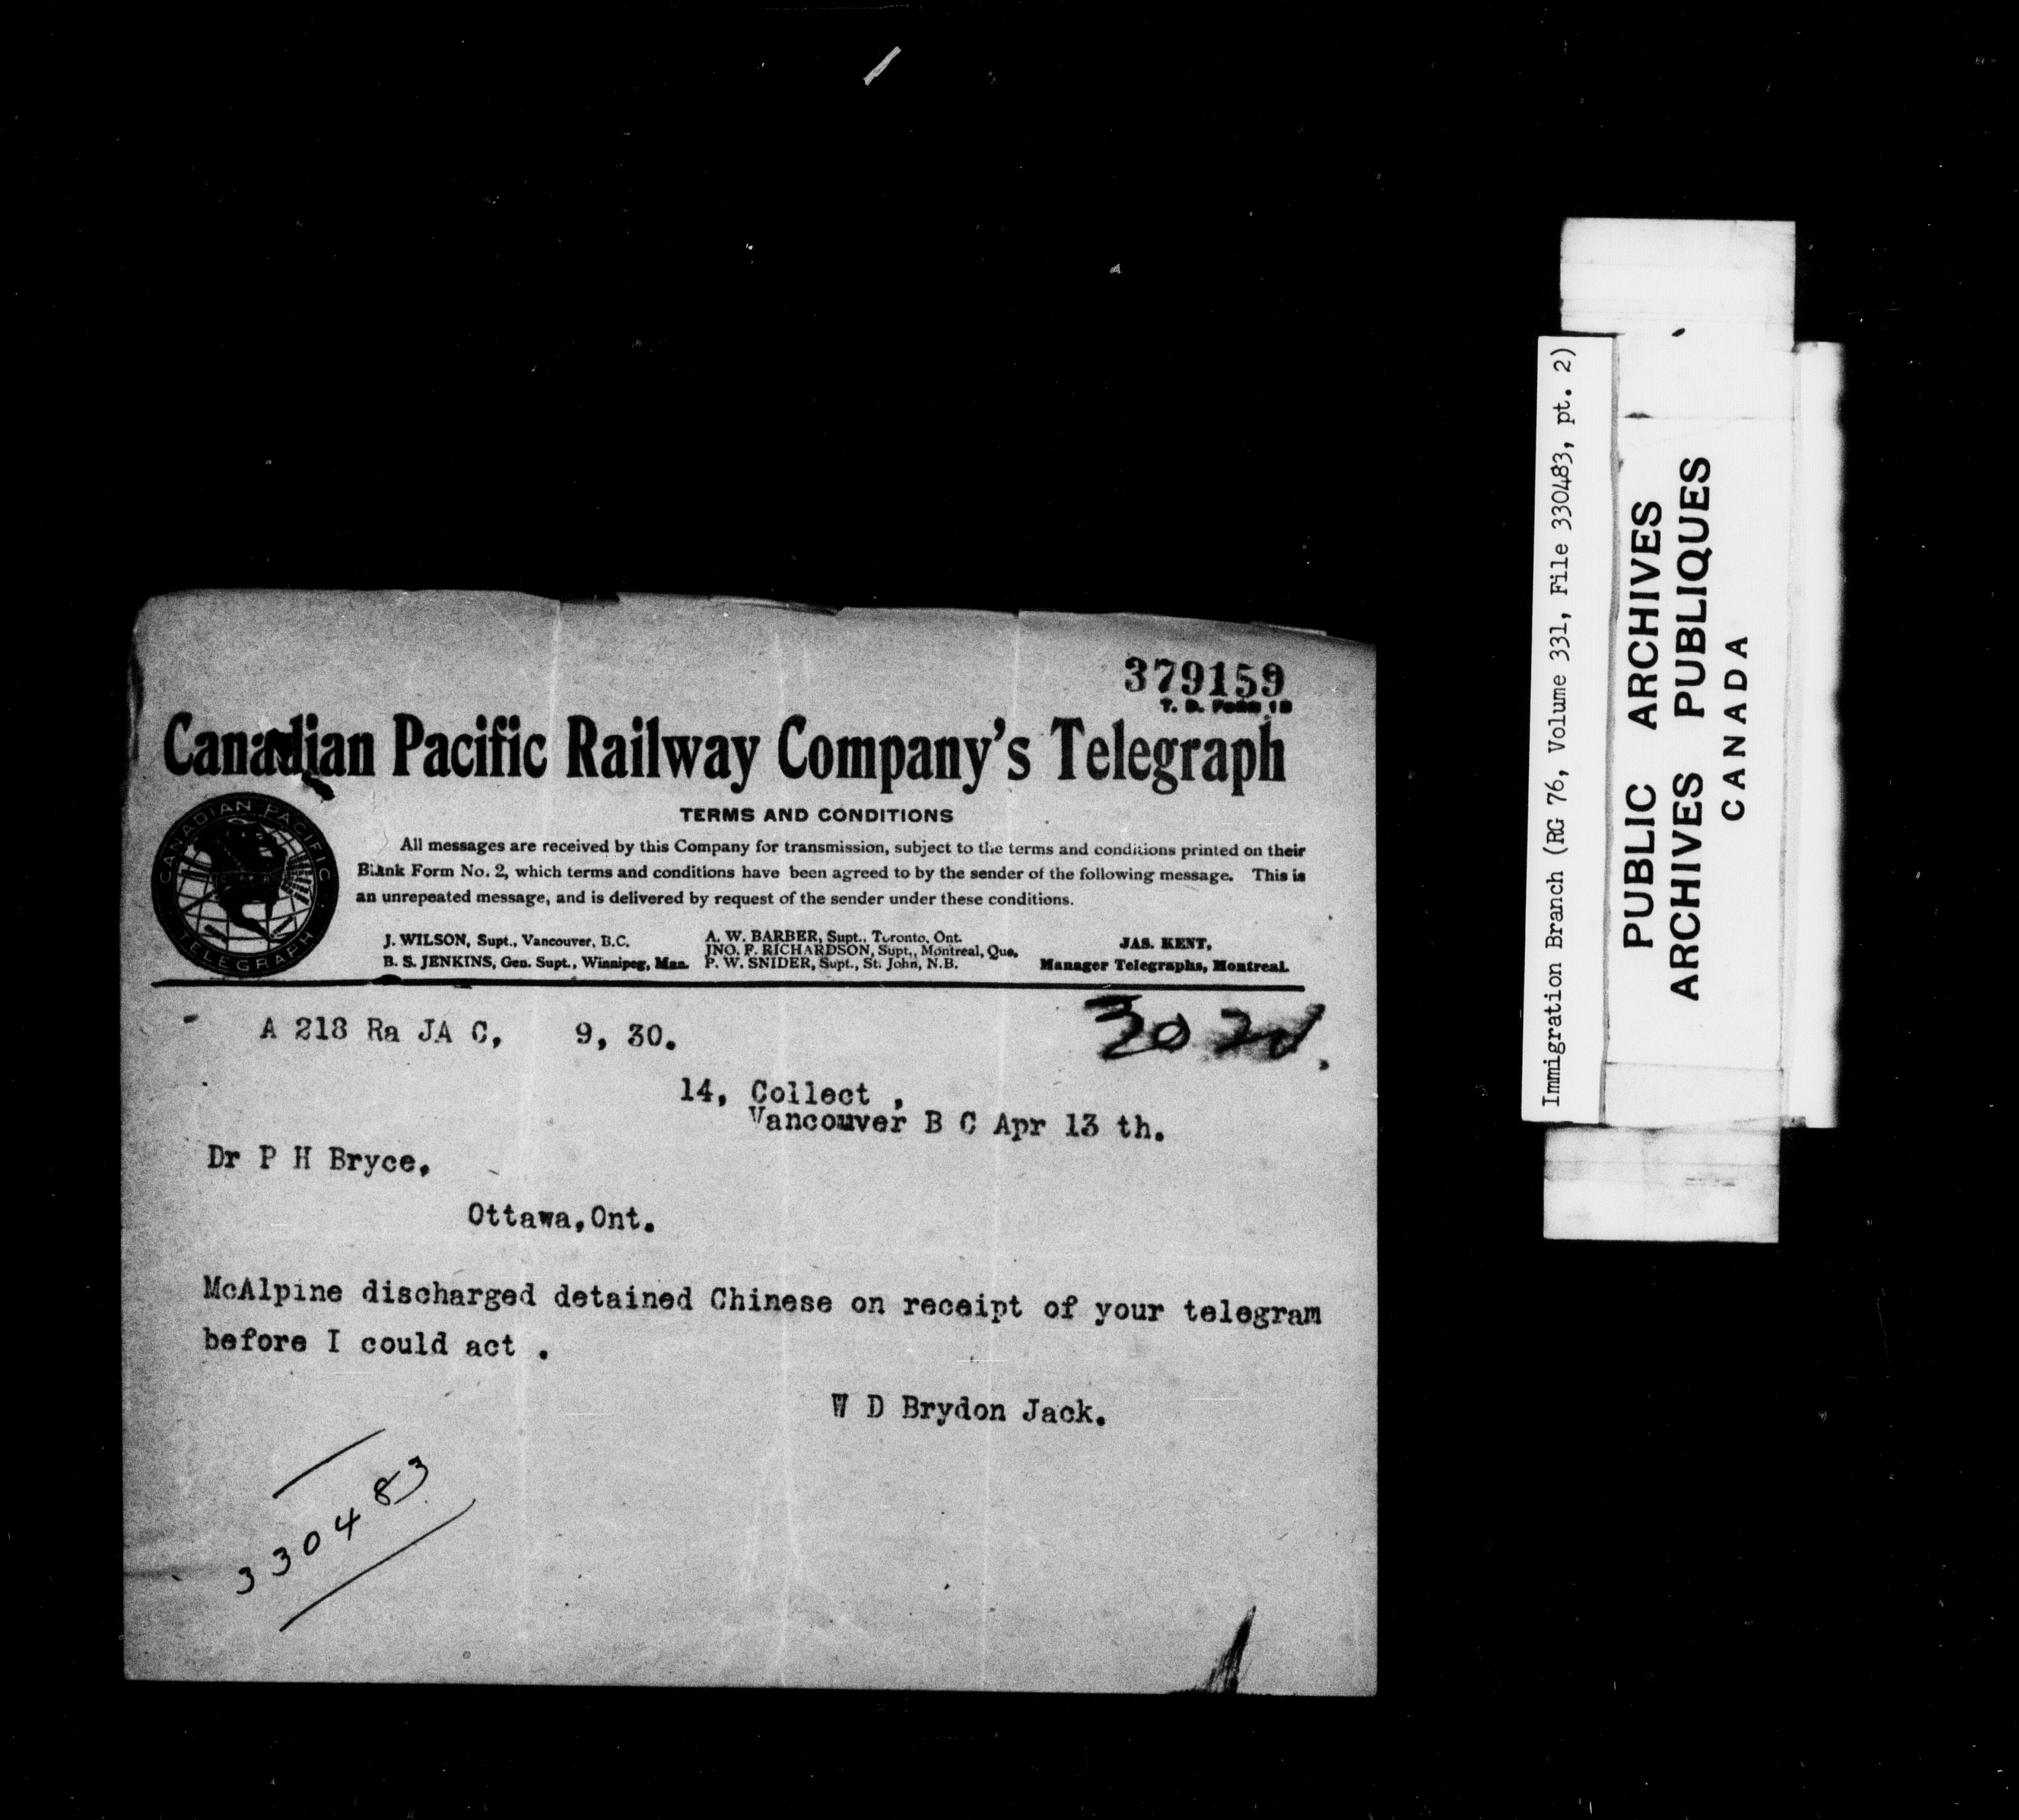 379159
T. D. Form 1B
Canadian Pacific Railway Company's Telegraph
CANADIAN PACIFIC
TELEGRAPH
TERMS AND CONDITIONS
All messages are received by this Company for transmission, subject to the terms and conditions printed on their
Blank Form No. 2, which terms and conditions have been agreed to by the sender of the following message. This is
an unrepeated message, and is delivered by request of the sender under these conditions.
J. WILSON, Supt., Vancouver, B.C.
B. S. JENKINS, Gen. Supt., Winnipeg, Man.
A. W. BARBER, Supt., Toronto, Ont.
JNO. F. RICHARDSON, Supt., Montreal, Que.
P. W. SNIDER, Supt., St. John, N.B.
JAS. KENT,
Manager Telegraphs, Montreal.
A 218 Ra JA C, 9, 30.
14, Collect ,
Vancouver B C Apr 13 th.
Dr P H Bryce,
Ottawa,Ont.
McAlpine discharged detained Chinese on receipt of your telegram
before I could act .
W D Brydon Jack.
330483
Immigration Branch (RG 76, Volume 331, File 330483, pt. 2)
PUBLIC ARCHIVES
ARCHIVES PUBLIQUES
CANADA